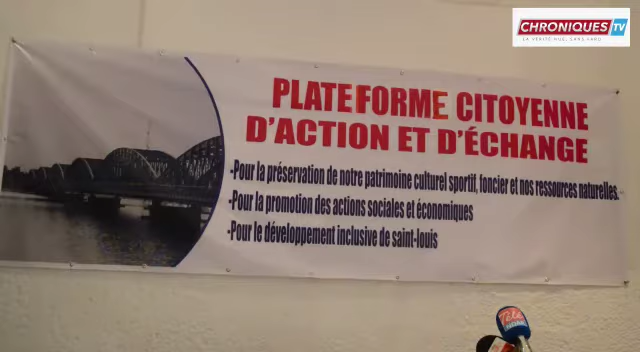 CHRONIQUES TV
LA VÉRITÉ NUE, SANS FARD
PLATEFORME CITOYENNE
D'ACTION ET D'ÉCHANGE
-Pour la préservation de notre patrimoine culturel sportif, foncier et nos ressources naturelles.
-Pour la promotion des actions sociales et économiques
-Pour le développement inclusive de saint-louis
Télé